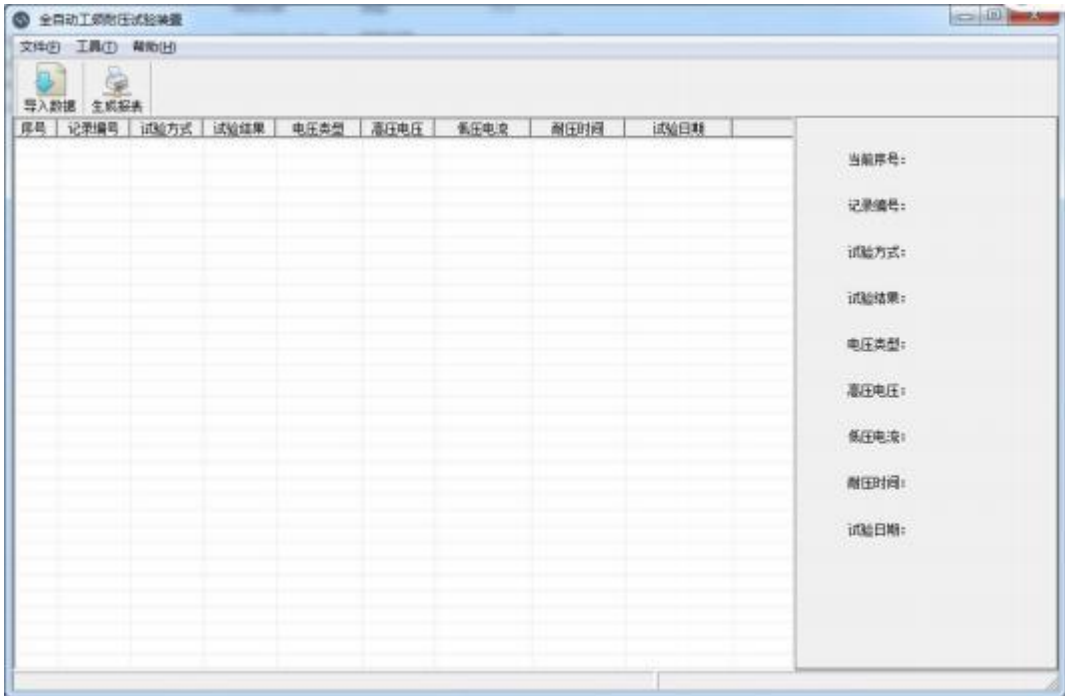 全自动工频耐压试验装置
文件(F) 工具(T) 帮助(H)
导入数据 生成报表
序号 记录编号 试验方式 试验结果 电压类型 高压电压 低压电流 耐压时间 试验日期
当前序号:
记录编号:
试验方式:
试验结果:
电压类型:
高压电压:
低压电流:
耐压时间:
试验日期: